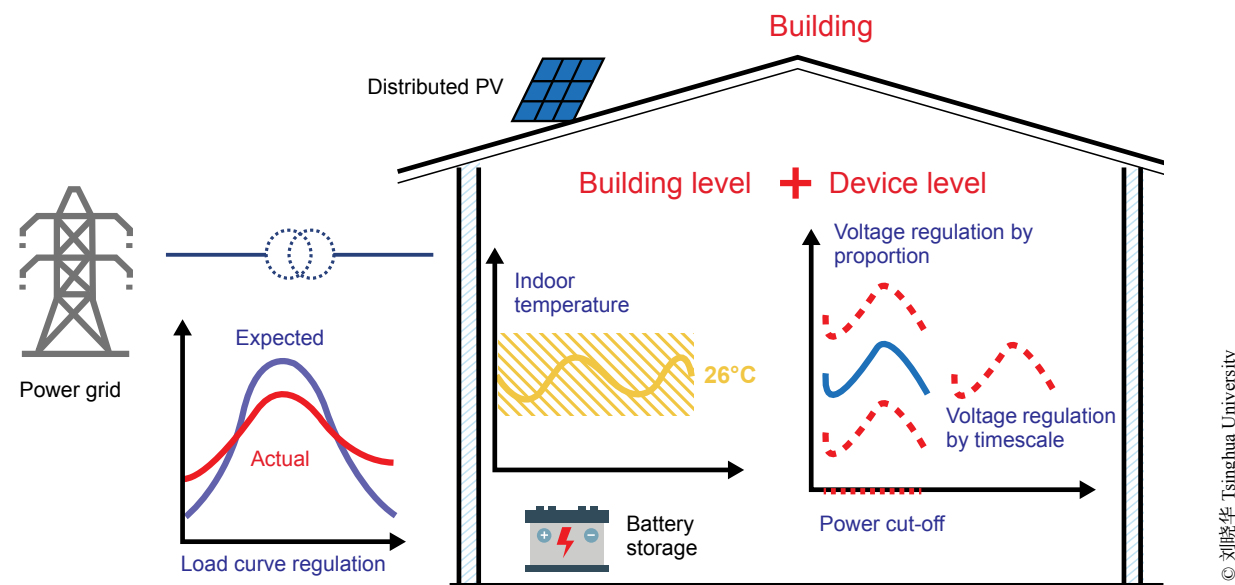 Building
Distributed PV
Building level + Device level
Voltage regulation by
proportion
Indoor
temperature
Expected
26°C
Power grid
Actual
Voltage regulation
by timescale
Battery
storage
Power cut-off
Load curve regulation
© 刘晓华 Tsinghua University